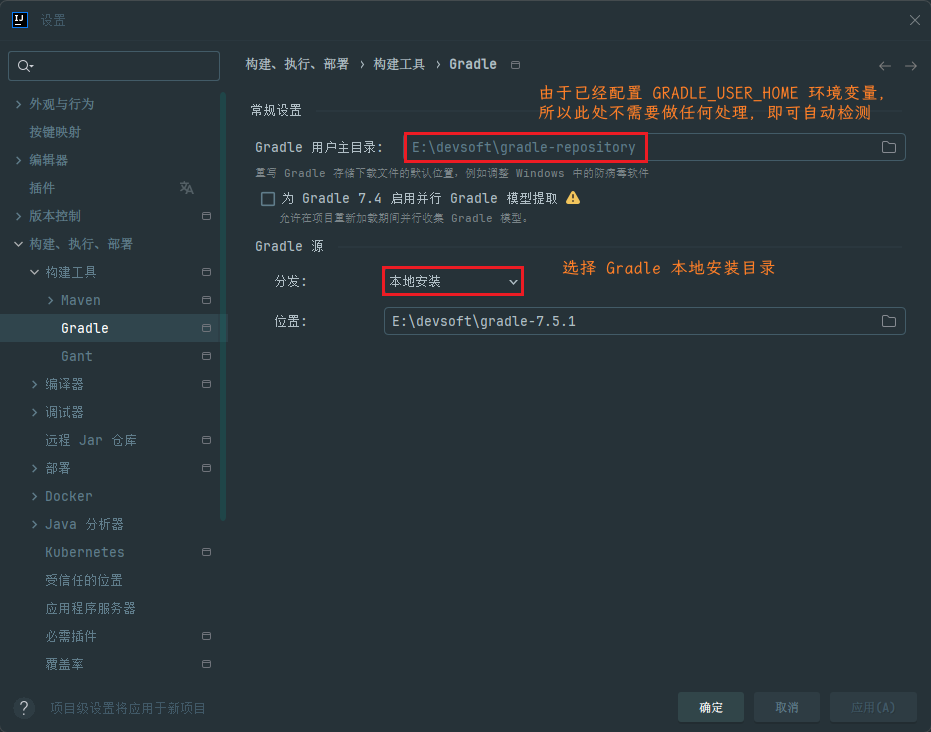 IJ
设置
构建、执行、部署 › 构建工具 › Gradle
由于已经配置 GRADLE_USER_HOME 环境变量,
所以此处不需要做任何处理, 即可自动检测
外观与行为
按键映射
编辑器
插件
版本控制
构建、执行、部署
构建工具
Maven
Gradle
Gant
编译器
调试器
远程 Jar 仓库
部署
Docker
Java 分析器
Kubernetes
受信任的位置
应用程序服务器
必需插件
覆盖率
常规设置
Gradle 用户主目录: E:\devsoft\gradle-repository
重写 Gradle 存储下载文件的默认位置, 例如调整 Windows 中的防病毒软件
为 Gradle 7.4 启用并行 Gradle 模型提取
允许在项目重新加载期间并行收集 Gradle 模型。
Gradle 源
选择 Gradle 本地安装目录
分发: 本地安装
位置: E:\devsoft\gradle-7.5.1
? 项目级设置将应用于新项目
确定 取消 应用(A)